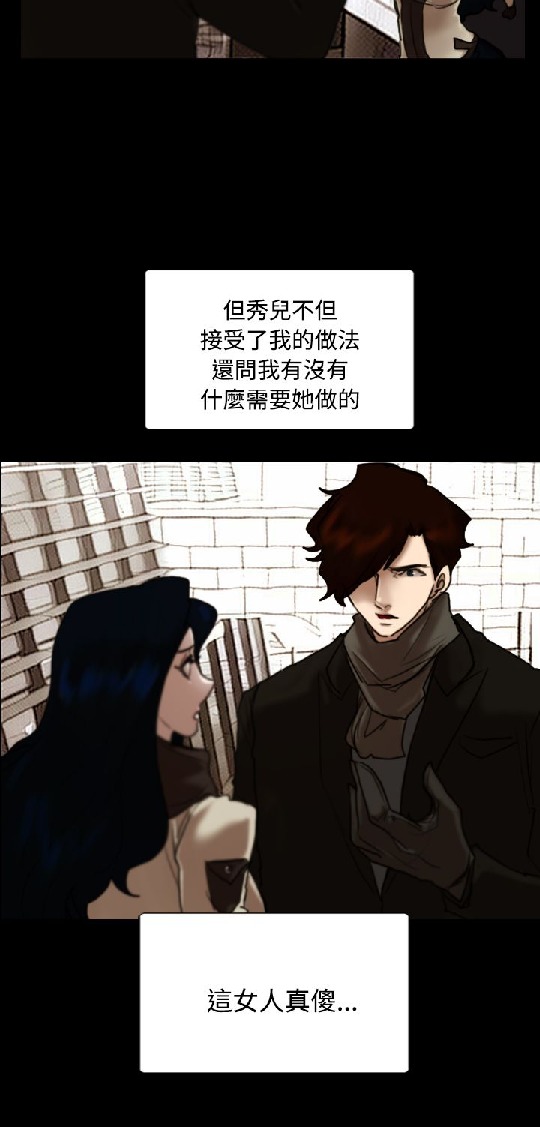 但秀兒不但
接受了我的做法
還問我有沒有
什麼需要她做的
這女人真傻...